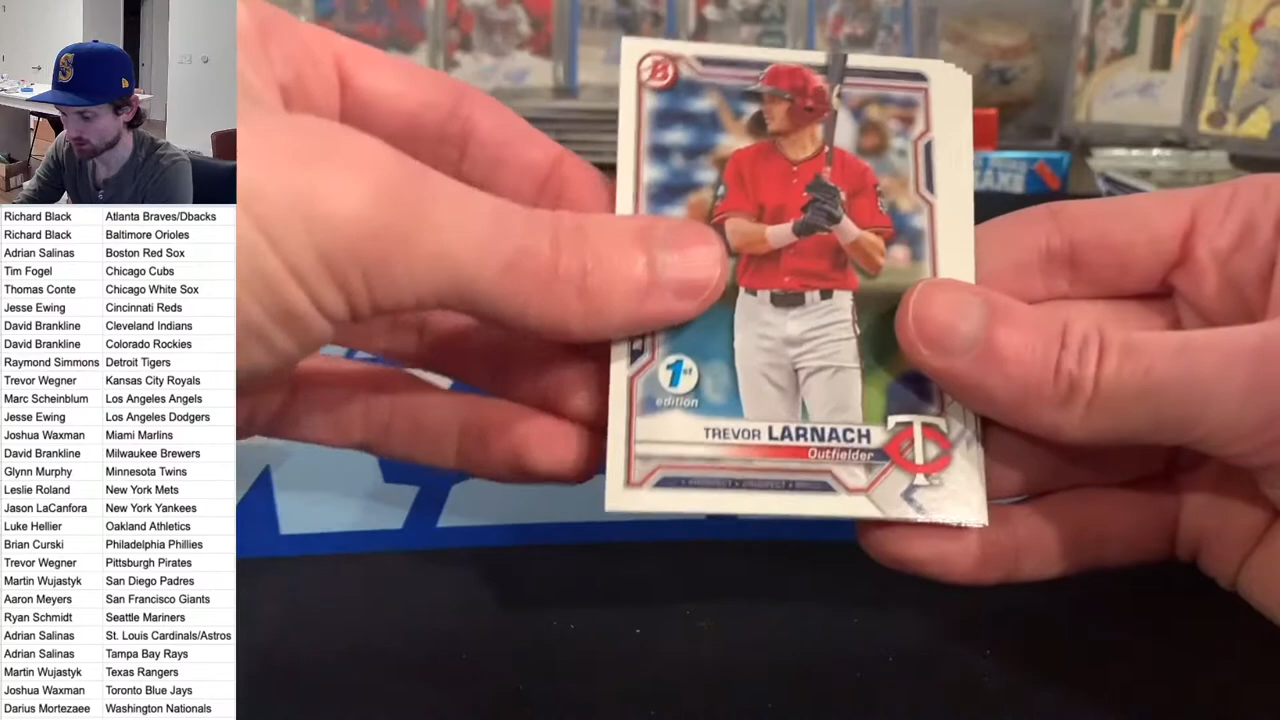 Richard Black Atlanta Braves/Dbacks
Richard Black Baltimore Orioles
Adrian Salinas Boston Red Sox
Tim Fogel Chicago Cubs
Thomas Conte Chicago White Sox
Jesse Ewing Cincinnati Reds
David Brankline Cleveland Indians
David Brankline Colorado Rockies
Raymond Simmons Detroit Tigers
Trevor Wegner Kansas City Royals
Marc Scheinblum Los Angeles Angels
Jesse Ewing Los Angeles Dodgers
Joshua Waxman Miami Marlins
David Brankline Milwaukee Brewers
Glynn Murphy Minnesota Twins
Leslie Roland New York Mets
Jason LaCanfora New York Yankees
Luke Hellier Oakland Athletics
Brian Curski Philadelphia Phillies
Trevor Wegner Pittsburgh Pirates
Martin Wujastyk San Diego Padres
Aaron Meyers San Francisco Giants
Ryan Schmidt Seattle Mariners
Adrian Salinas St. Louis Cardinals/Astros
Adrian Salinas Tampa Bay Rays
Martin Wujastyk Texas Rangers
Joshua Waxman Toronto Blue Jays
Darius Mortezaee Washington Nationals
S
B
1st
edition
TREVOR LARNACH
Outfielder
TC